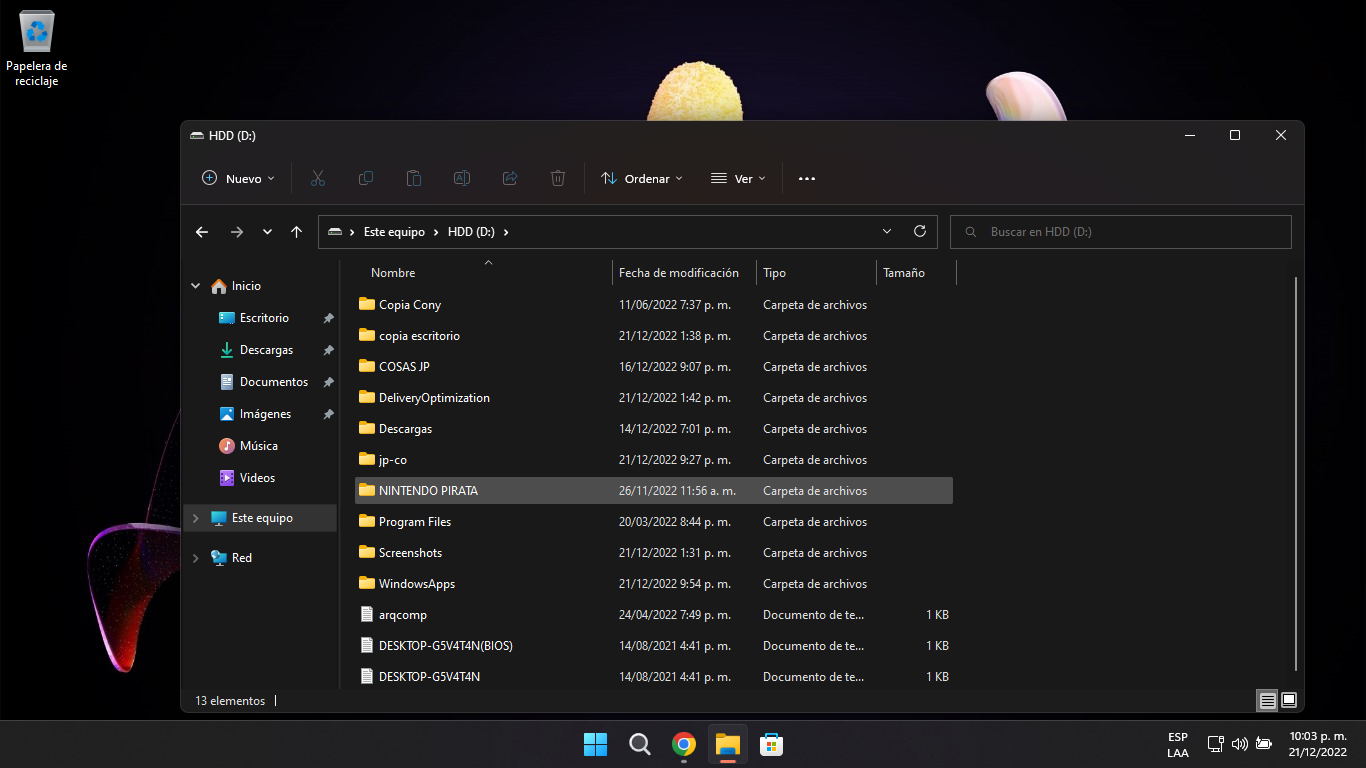 Papelera de
reciclaje
HDD (D:)
Nuevo
Ordenar
Ver
Este equipo
HDD (D:)
Buscar en HDD (D:)
Nombre Fecha de modificación Tipo Tamaño
Inicio
Escritorio
Descargas
Documentos
Imágenes
Música
Videos
Este equipo
Red
Copia Cony 11/06/2022 7:37 p. m. Carpeta de archivos
copia escritorio 21/12/2022 1:38 p. m. Carpeta de archivos
COSAS JP 16/12/2022 9:07 p. m. Carpeta de archivos
DeliveryOptimization 21/12/2022 1:42 p. m. Carpeta de archivos
Descargas 14/12/2022 7:01 p. m. Carpeta de archivos
jp-co 21/12/2022 9:27 p. m. Carpeta de archivos
NINTENDO PIRATA 26/11/2022 11:56 a. m. Carpeta de archivos
Program Files 20/03/2022 8:44 p. m. Carpeta de archivos
Screenshots 21/12/2022 1:31 p. m. Carpeta de archivos
WindowsApps 21/12/2022 9:54 p. m. Carpeta de archivos
arqcomp 24/04/2022 7:49 p. m. Documento de te... 1 KB
DESKTOP-G5V4T4N(BIOS) 14/08/2021 4:41 p. m. Documento de te... 1 KB
DESKTOP-G5V4T4N 14/08/2021 4:41 p. m. Documento de te... 1 KB
13 elementos
ESP
LAA
10:03 p. m.
21/12/2022